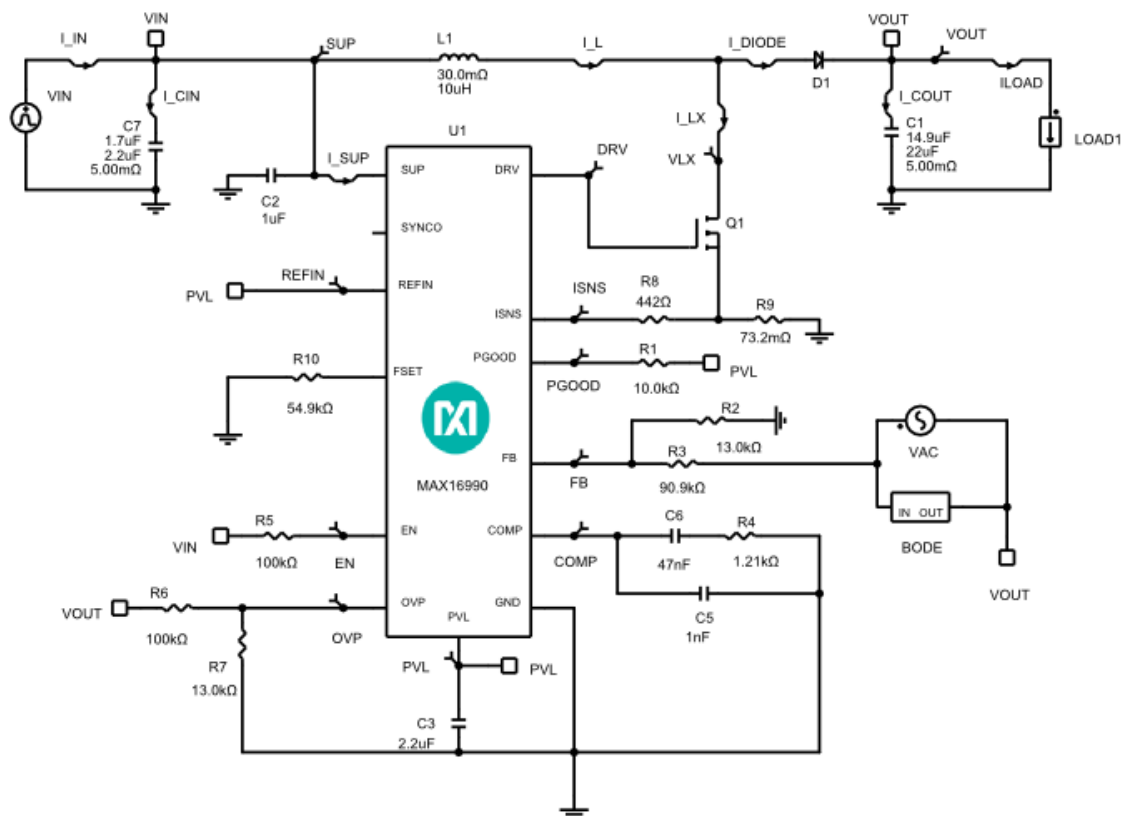 VIN
VOUT
I_IN
SUP
L1
I_L
I_DIODE
VOUT
30.0mΩ
10uH
D1
ILOAD
VIN
I_CIN
C7
1.7uF
2.2uF
5.00mΩ
I_COUT
C1
14.9uF
22uF
5.00mΩ
LOAD1
I_LX
VLX
U1
I_SUP
SUP
DRV
DRV
C2
1uF
Q1
SYNCO
REFIN
PVL
REFIN
ISNS
ISNS
R8
442Ω
R9
73.2mΩ
R10
54.9kΩ
FSET
PGOOD
PGOOD
R1
10.0kΩ
PVL
MAX16990
FB
FB
R2
13.0kΩ
R3
90.9kΩ
VAC
IN OUT
BODE
VOUT
VIN
R5
100kΩ
EN
EN
COMP
COMP
C6
47nF
R4
1.21kΩ
C5
1nF
VOUT
R6
100kΩ
OVP
OVP
GND
PVL
R7
13.0kΩ
PVL
PVL
C3
2.2uF